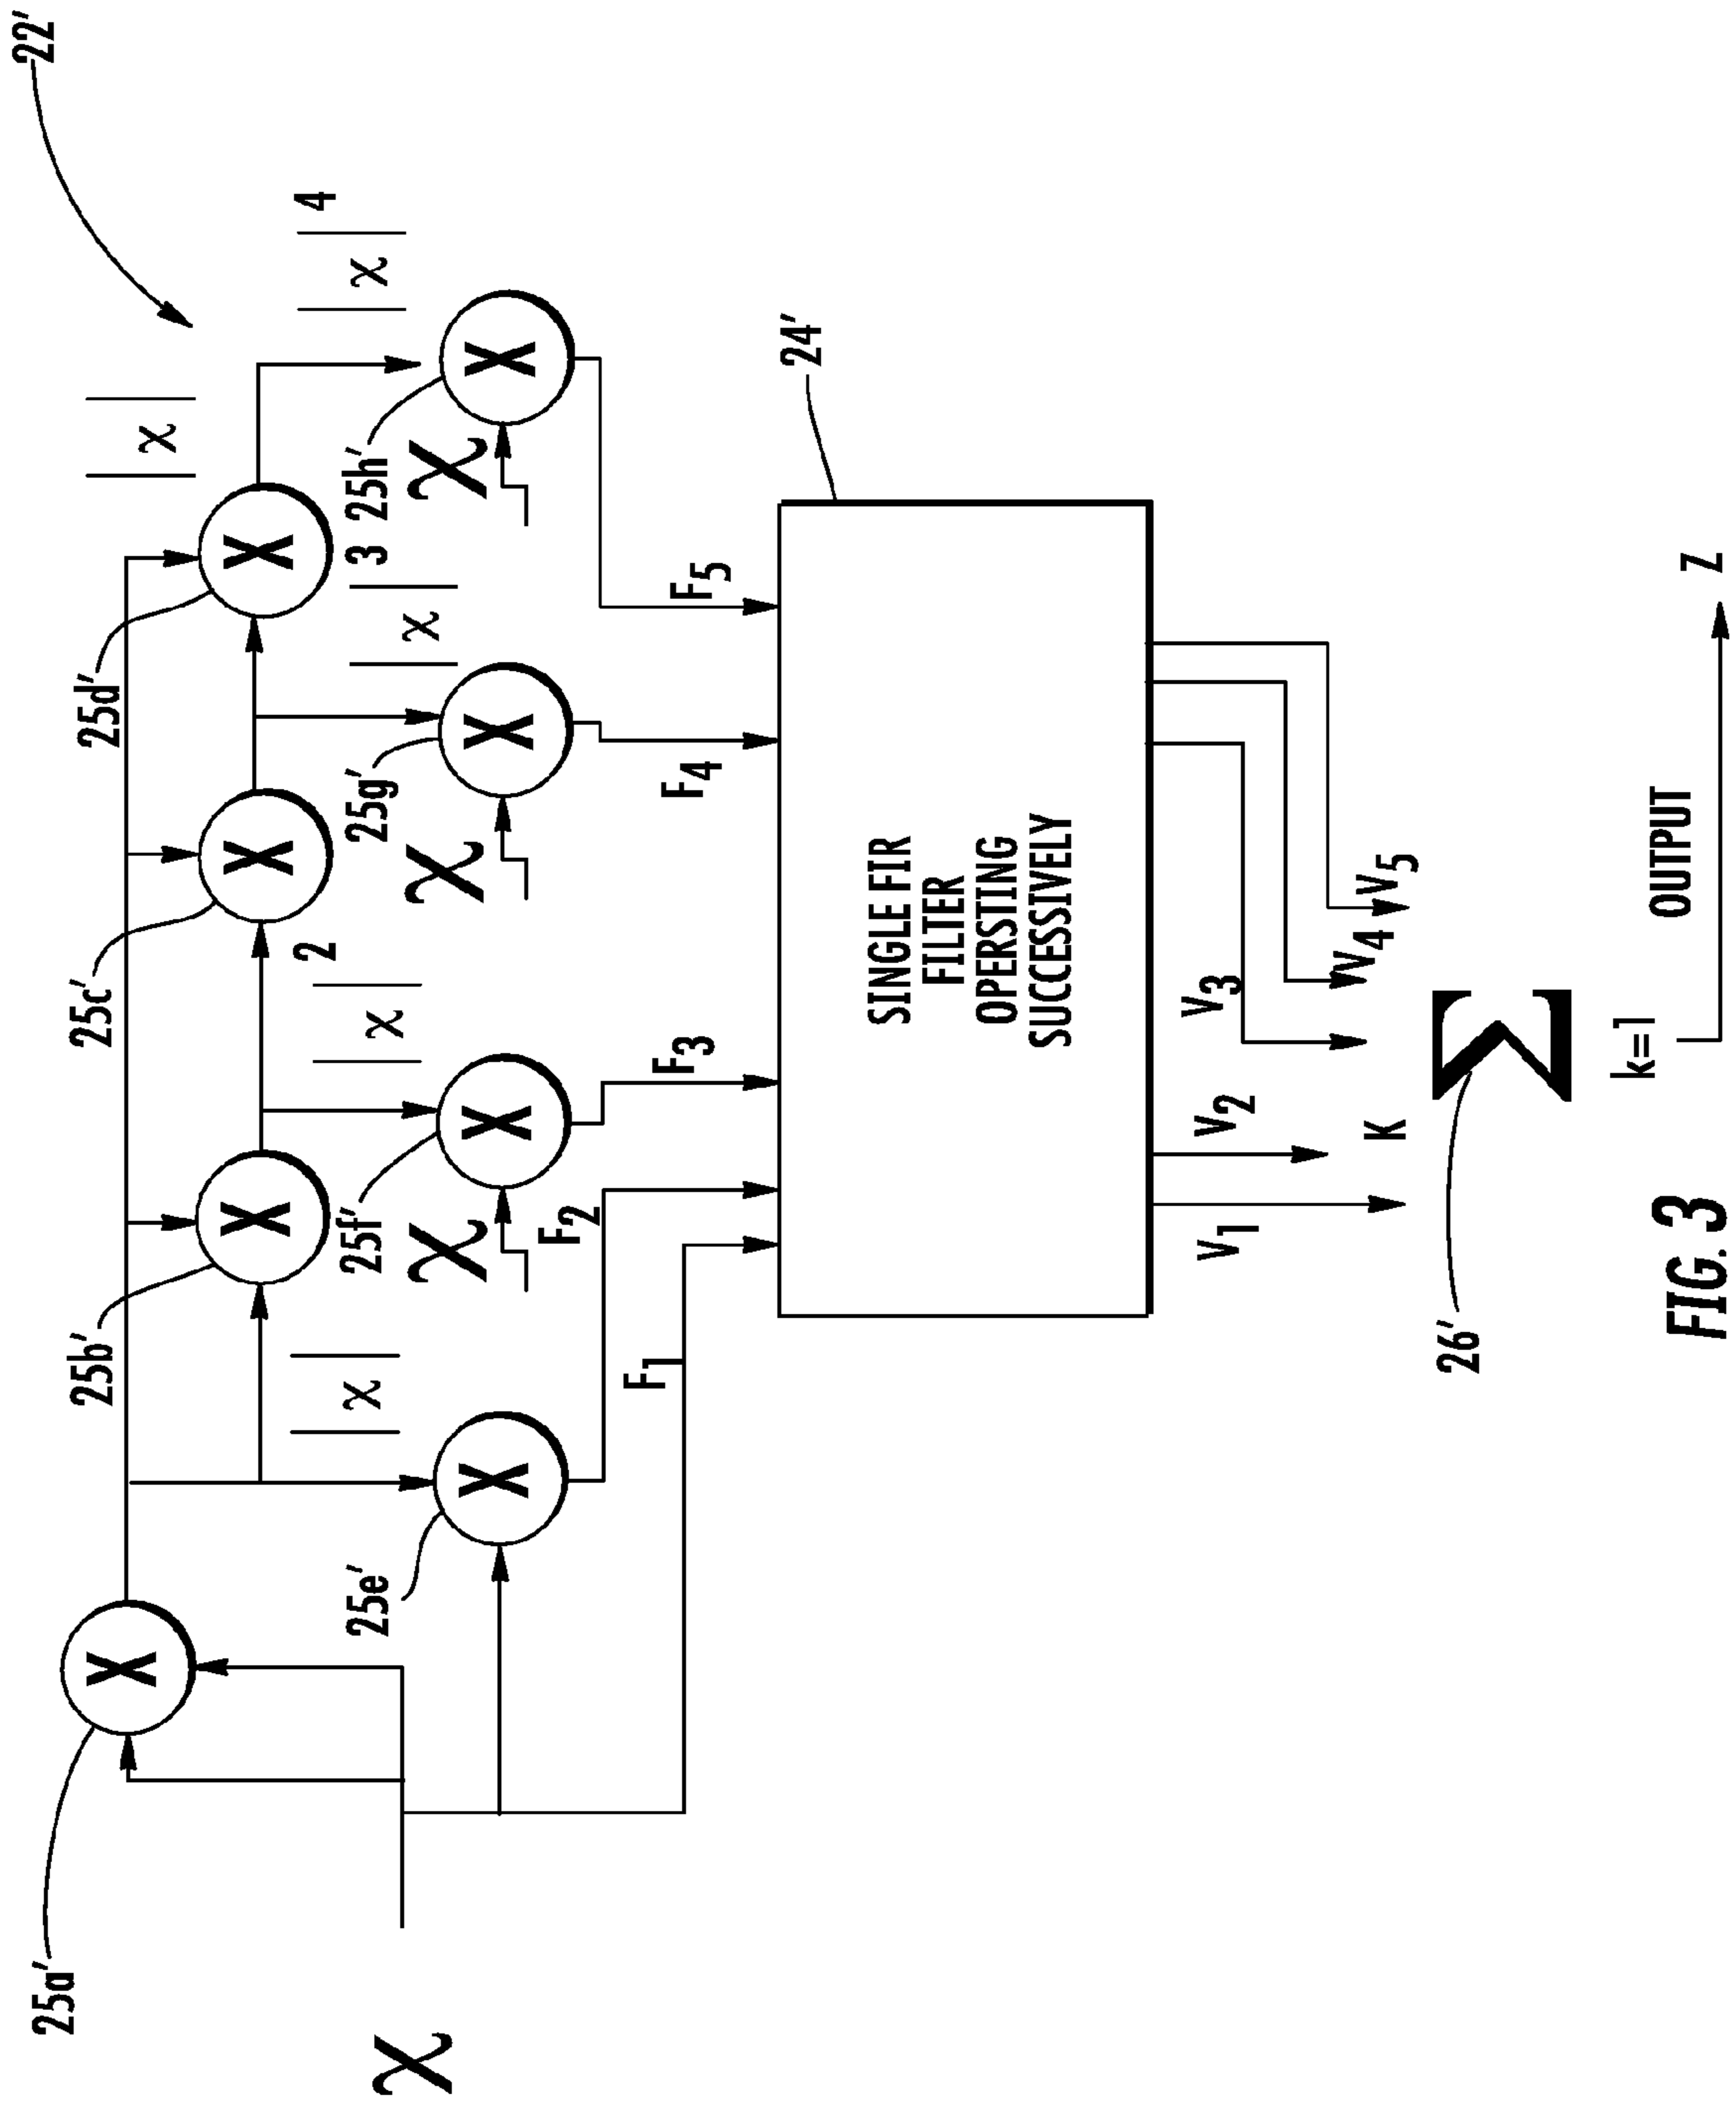 22′
25a′
25b′
25c′
25d′
X
X
X
X
|x|
|x|
|x| 2
|x| 3
|x| 4
25e′
25f′
25g′
25h′
x
X
x
X
x
X
x
X
F1
F2
F3
F4
F5
24′
SINGLE FIR
FILTER
OPERSTING
SUCCESSIVELY
V1
V2
V3
V4
V5
K
Σ
k=1
26′
OUTPUT
Z
FIG. 3